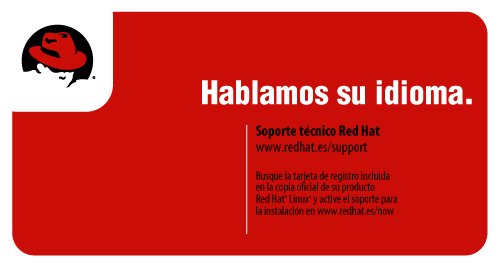 Hablamos su idioma.
Soporte técnico Red Hat
www.redhat.es/support
Busque la tarjeta de registro incluida
en la copia oficial de su producto
Red Hat® Linux® y active el soporte para
la instalación en www.redhat.es/now